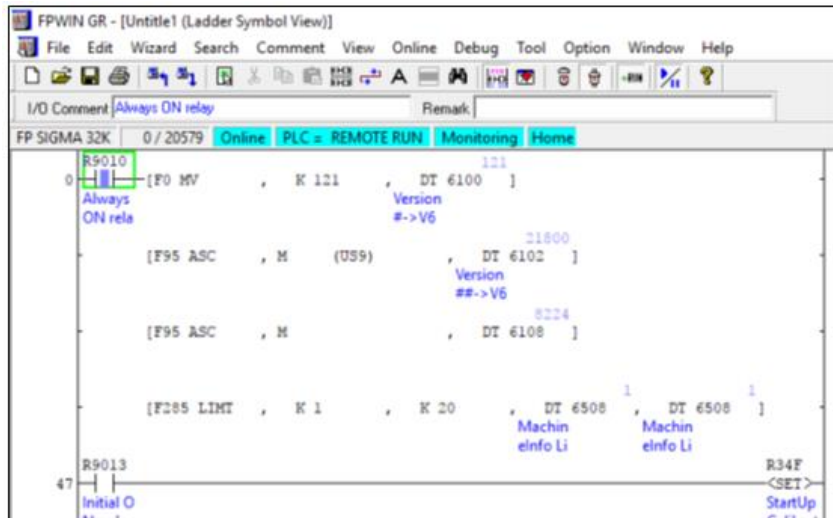 FPWIN GR - [Untitle1 (Ladder Symbol View)]
File Edit Wizard Search Comment View Online Debug Tool Option Window Help
I/O Comment Always ON relay Remark
FP SIGMA 32K 0 / 20579 Online PLC = REMOTE RUN Monitoring Home
R9010 121
0 [F0 MV , K 121 , DT 6100 ]
Always Version
ON rela #->V6
21800
[F95 ASC , M (US9) , DT 6102 ]
Version
##->V6
8224
[F95 ASC , M , DT 6108 ]
1 1
[F285 LIMT , K 1 , K 20 , DT 6508 , DT 6508 ]
Machin Machin
eInfo Li eInfo Li
R9013 R34F
47 <SET>
Initial O StartUp